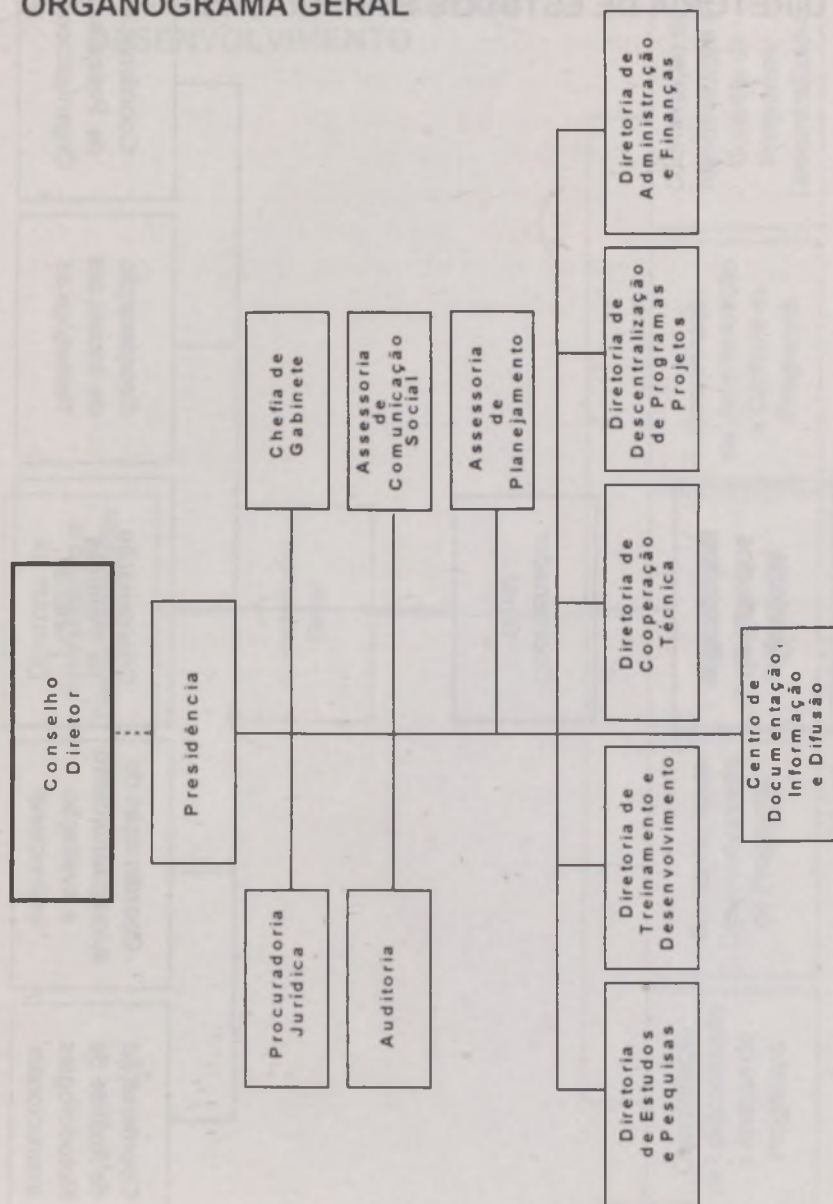 ORGANOGRAMA GERAL
Conselho
Diretor
Presidência
Procuradoria
Jurídica
Chefia de
Gabinete
Auditoria
Assessoria
de
Comunicação
Social
Assessoria
de
Planejamento
Diretoria
de Estudos
e Pesquisas
Diretoria de
Treinamento e
Desenvolvimento
Diretoria de
Cooperação
Técnica
Diretoria de
Descentralização
de Programas
Projetos
Diretoria de
Administração
e Finanças
Centro de
Documentação,
Informação
e Difusão